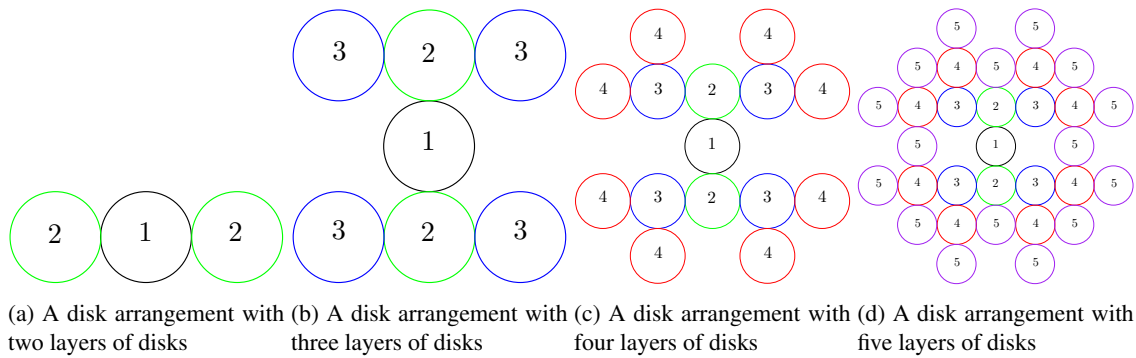 2 1 2
(a) A disk arrangement with
two layers of disks
3 2 3
1
3 2 3
(b) A disk arrangement with
three layers of disks
4 4
4 3 2 3 4
1
4 3 2 3 4
4 4
(c) A disk arrangement with
four layers of disks
5 5
5 4 5 4 5
5 4 3 2 3 4 5
5 1 5
5 4 3 2 3 4 5
5 4 5 4 5
5 5
(d) A disk arrangement with
five layers of disks